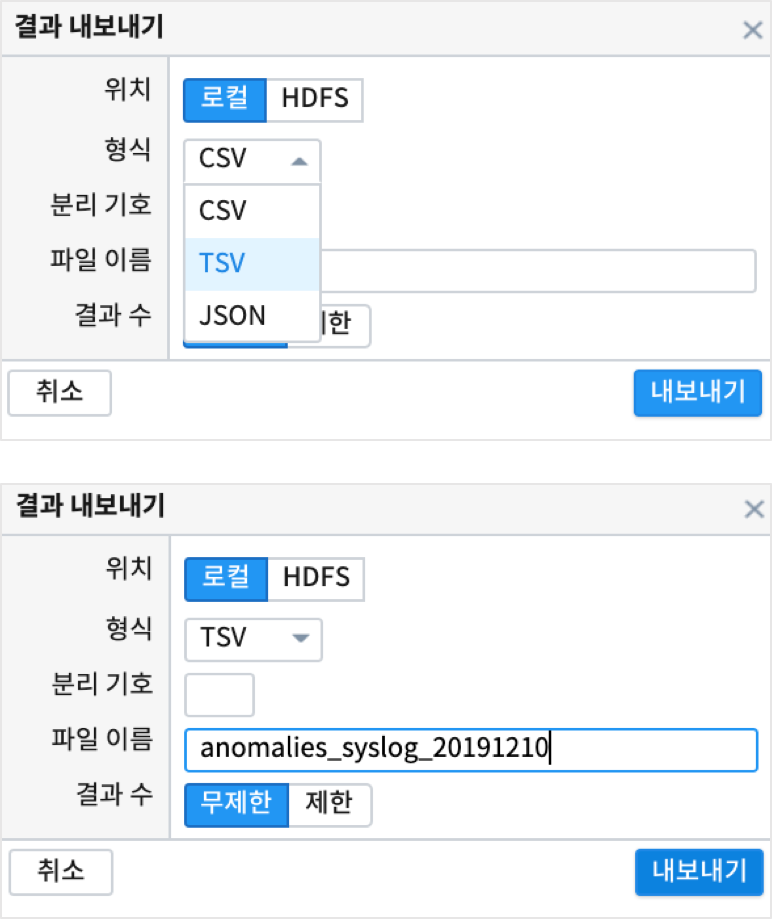 결과 내보내기
위치 로컬 HDFS
형식 CSV
CSV
분리 기호
TSV
파일 이름
JSON
결과 수
취소 내보내기
결과 내보내기
위치 로컬 HDFS
형식 TSV
분리 기호
파일 이름 anomalies_syslog_20191210
결과 수 무제한 제한
취소 내보내기